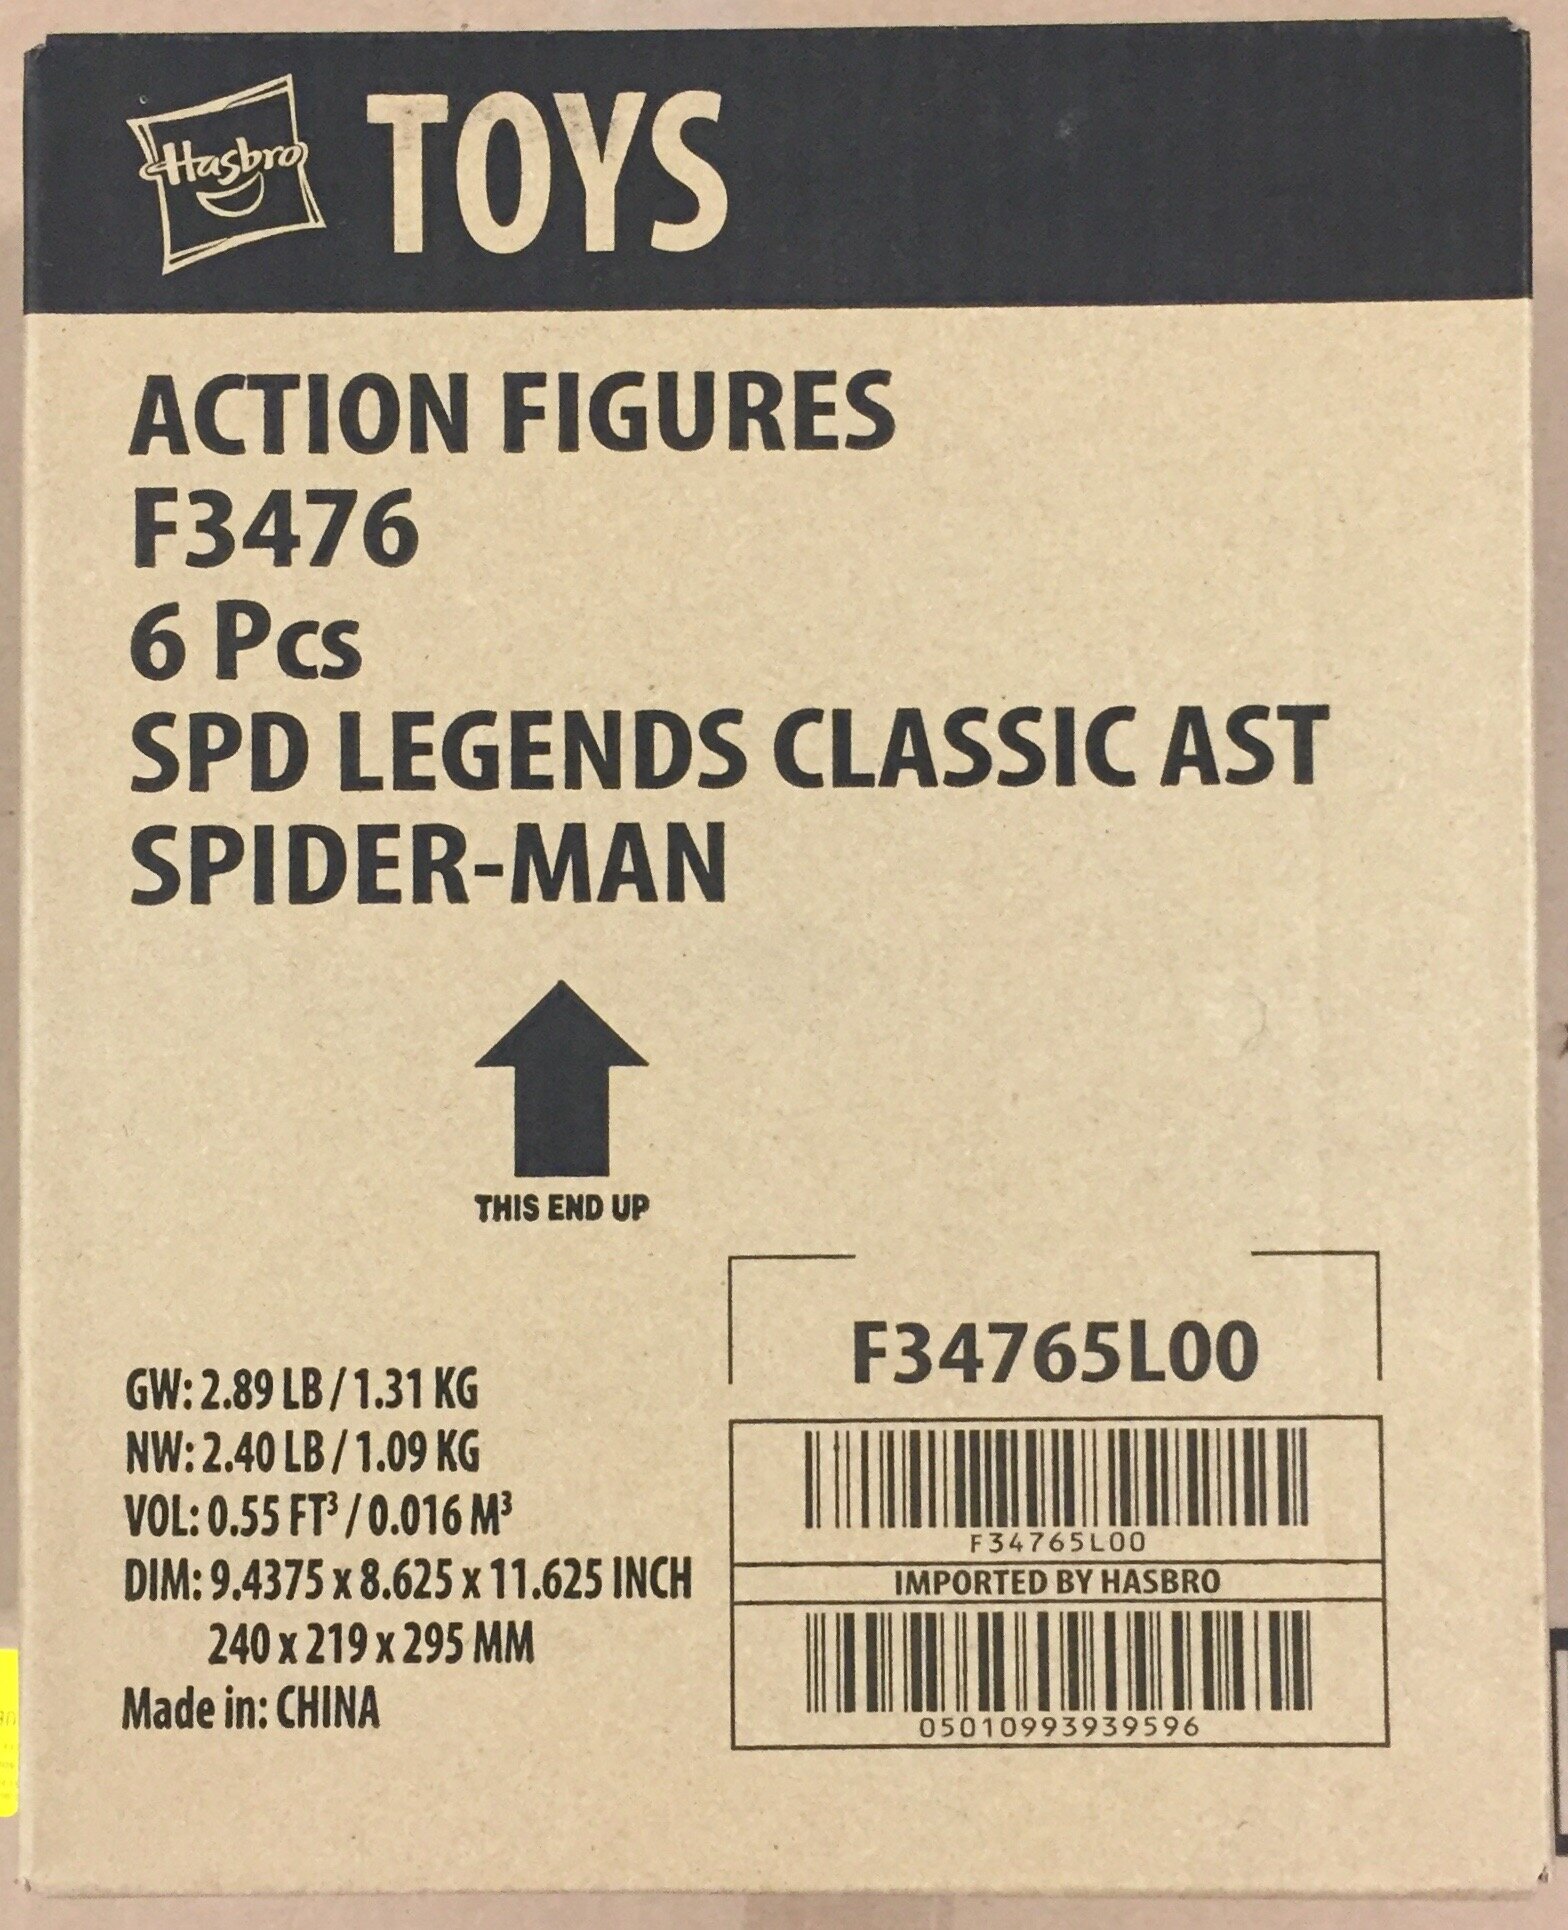 Hasbro TOYS
ACTION FIGURES
F3476
6 Pcs
SPD LEGENDS CLASSIC AST
SPIDER-MAN
THIS END UP
GW: 2.89 LB / 1.31 KG
NW: 2.40 LB / 1.09 KG
VOL: 0.55 FT³ / 0.016 M³
DIM: 9.4375 x 8.625 x 11.625 INCH
240 x 219 x 295 MM
Made in: CHINA
F34765L00
F34765L00
IMPORTED BY HASBRO
05010993939596